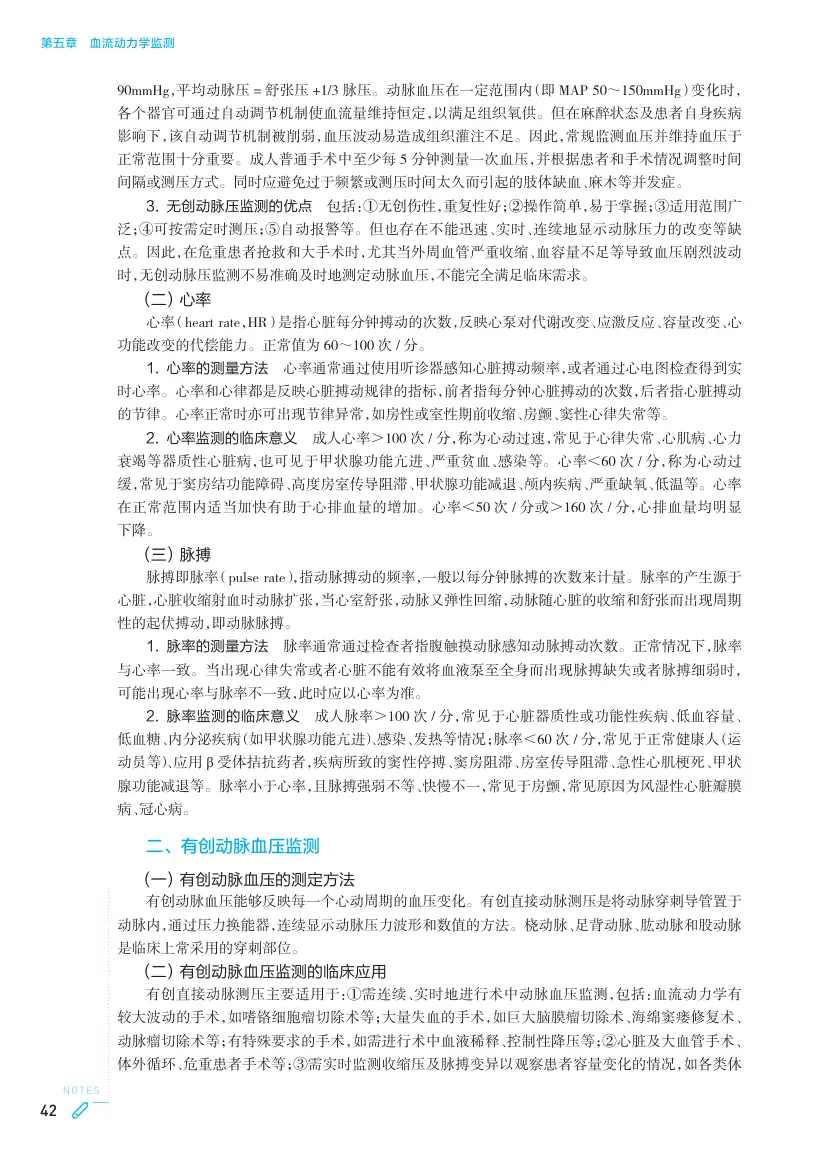 第五章　血流动力学监测
90mmHg，平均动脉压 = 舒张压 +1/3 脉压。动脉血压在一定范围内（即 MAP 50～150mmHg）变化时，
各个器官可通过自动调节机制使血流量维持恒定，以满足组织氧供。但在麻醉状态及患者自身疾病
影响下，该自动调节机制被削弱，血压波动易造成组织灌注不足。因此，常规监测血压并维持血压于
正常范围十分重要。成人普通手术中至少每 5 分钟测量一次血压，并根据患者和手术情况调整时间
间隔或测压方式。同时应避免过于频繁或测压时间太久而引起的肢体缺血、麻木等并发症。
3. 无创动脉压监测的优点　包括：①无创伤性，重复性好；②操作简单，易于掌握；③适用范围广
泛；④可按需定时测压；⑤自动报警等。但也存在不能迅速、实时、连续地显示动脉压力的改变等缺
点。因此，在危重患者抢救和大手术时，尤其当外周血管严重收缩、血容量不足等导致血压剧烈波动
时，无创动脉压监测不易准确及时地测定动脉血压，不能完全满足临床需求。
（二）心率
心率（heart rate，HR）是指心脏每分钟搏动的次数，反映心泵对代谢改变、应激反应、容量改变、心
功能改变的代偿能力。正常值为 60～100 次 / 分。
1. 心率的测量方法　心率通常通过使用听诊器感知心脏搏动频率，或者通过心电图检查得到实
时心率。心率和心律都是反映心脏搏动规律的指标，前者指每分钟心脏搏动的次数，后者指心脏搏动
的节律。心率正常时亦可出现节律异常，如房性或室性期前收缩、房颤、窦性心律失常等。
2. 心率监测的临床意义　成人心率＞100 次 / 分，称为心动过速，常见于心律失常、心肌病、心力
衰竭等器质性心脏病，也可见于甲状腺功能亢进、严重贫血、感染等。心率＜60 次 / 分，称为心动过
缓，常见于窦房结功能障碍、高度房室传导阻滞、甲状腺功能减退、颅内疾病、严重缺氧、低温等。心率
在正常范围内适当加快有助于心排血量的增加。心率＜50 次 / 分或＞160 次 / 分，心排血量均明显
下降。
（三）脉搏
脉搏即脉率（pulse rate），指动脉搏动的频率，一般以每分钟脉搏的次数来计量。脉率的产生源于
心脏，心脏收缩射血时动脉扩张，当心室舒张，动脉又弹性回缩，动脉随心脏的收缩和舒张而出现周期
性的起伏搏动，即动脉脉搏。
1. 脉率的测量方法　脉率通常通过检查者指腹触摸动脉感知动脉搏动次数。正常情况下，脉率
与心率一致。当出现心律失常或者心脏不能有效将血液泵至全身而出现脉搏缺失或者脉搏细弱时，
可能出现心率与脉率不一致，此时应以心率为准。
2. 脉率监测的临床意义　成人脉率＞100 次 / 分，常见于心脏器质性或功能性疾病、低血容量、
低血糖、内分泌疾病（如甲状腺功能亢进）、感染、发热等情况；脉率＜60 次 / 分，常见于正常健康人（运
动员等）、应用 β 受体拮抗药者，疾病所致的窦性停搏、窦房阻滞、房室传导阻滞、急性心肌梗死、甲状
腺功能减退等。脉率小于心率，且脉搏强弱不等、快慢不一，常见于房颤，常见原因为风湿性心脏瓣膜
病、冠心病。
二、有创动脉血压监测
（一）有创动脉血压的测定方法
有创动脉血压能够反映每一个心动周期的血压变化。有创直接动脉测压是将动脉穿刺导管置于
动脉内，通过压力换能器，连续显示动脉压力波形和数值的方法。桡动脉、足背动脉、肱动脉和股动脉
是临床上常采用的穿刺部位。
（二）有创动脉血压监测的临床应用
有创直接动脉测压主要适用于：①需连续、实时地进行术中动脉血压监测，包括：血流动力学有
较大波动的手术，如嗜铬细胞瘤切除术等；大量失血的手术，如巨大脑膜瘤切除术、海绵窦瘘修复术、
动脉瘤切除术等；有特殊要求的手术，如需进行术中血液稀释、控制性降压等；②心脏及大血管手术、
体外循环、危重患者手术等；③需实时监测收缩压及脉搏变异以观察患者容量变化的情况，如各类休
NOTES
42